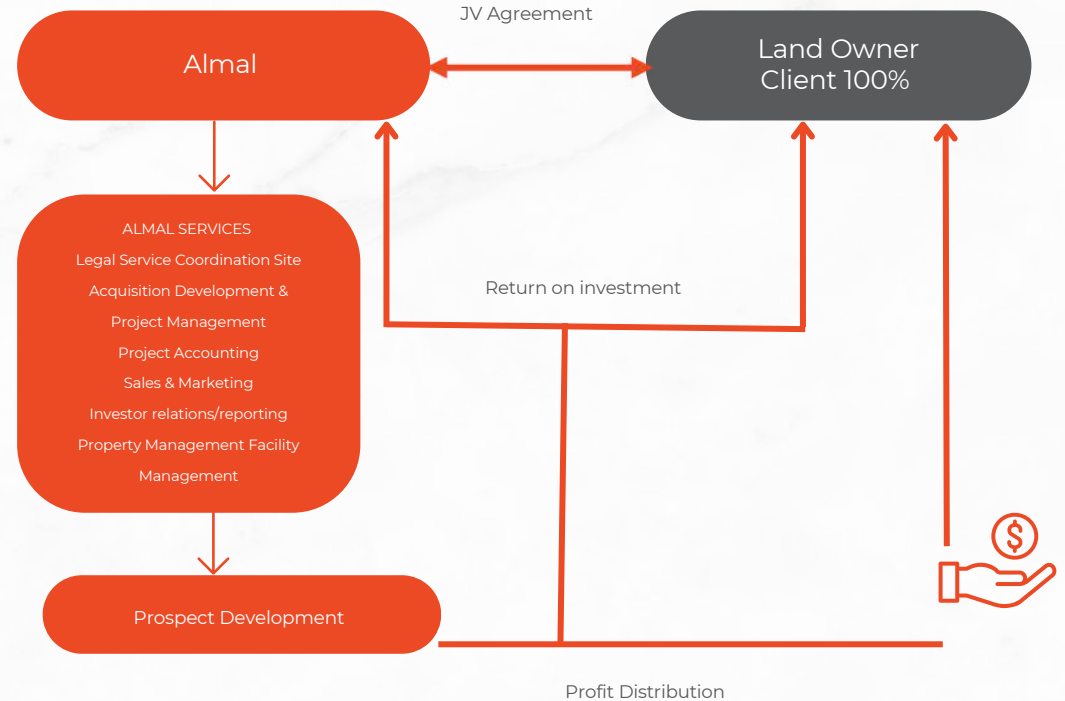 JV Agreement
Almal
Land Owner
Client 100%
ALMAL SERVICES
Legal Service Coordination Site
Acquisition Development &
Project Management
Project Accounting
Sales & Marketing
Investor relations/reporting
Property Management Facility
Management
Return on investment
$
Prospect Development
Profit Distribution